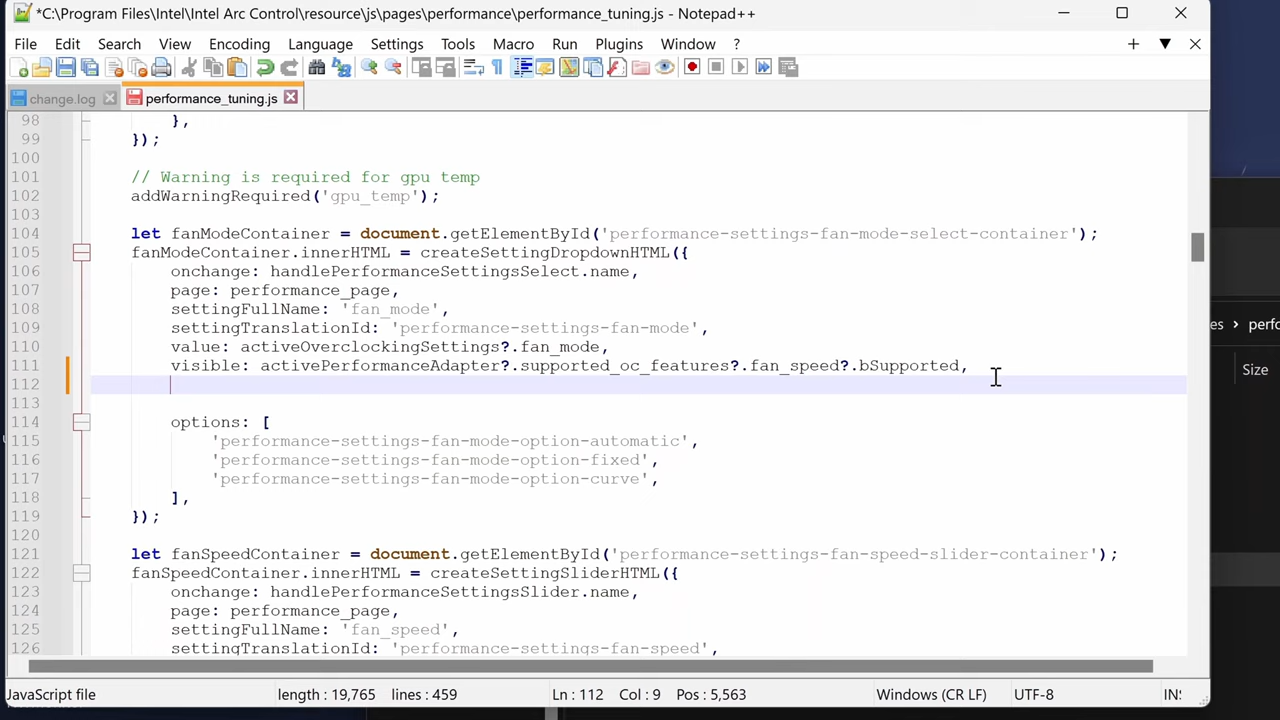 *C:\Program Files\Intel\Intel Arc Control\resource\js\pages\performance\performance_tuning.js - Notepad++
File Edit Search View Encoding Language Settings Tools Macro Run Plugins Window ?
change.log performance_tuning.js
98 },
99 });
100
101 // Warning is required for gpu temp
102 addWarningRequired('gpu_temp');
103
104 let fanModeContainer = document.getElementById('performance-settings-fan-mode-select-container');
105 fanModeContainer.innerHTML = createSettingDropdownHTML({
106 onchange: handlePerformanceSettingsSelect.name,
107 page: performance_page,
108 settingFullName: 'fan_mode',
109 settingTranslationId: 'performance-settings-fan-mode',
110 value: activeOverclockingSettings?.fan_mode,
111 visible: activePerformanceAdapter?.supported_oc_features?.fan_speed?.bSupported,
112
113
114 options: [
115 'performance-settings-fan-mode-option-automatic',
116 'performance-settings-fan-mode-option-fixed',
117 'performance-settings-fan-mode-option-curve',
118 ],
119 });
120
121 let fanSpeedContainer = document.getElementById('performance-settings-fan-speed-slider-container');
122 fanSpeedContainer.innerHTML = createSettingSliderHTML({
123 onchange: handlePerformanceSettingsSlider.name,
124 page: performance_page,
125 settingFullName: 'fan_speed',
126 settingTranslationId: 'performance-settings-fan-speed',
es > perfo
Size
JavaScript file length : 19,765 lines : 459 Ln : 112 Col : 9 Pos : 5,563 Windows (CR LF) UTF-8 INS